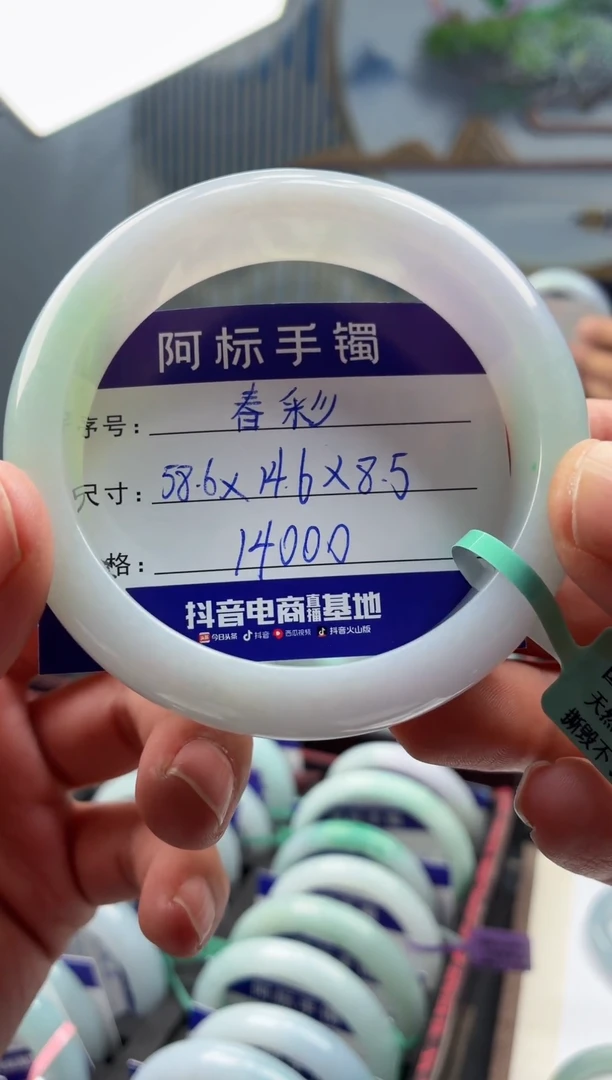 阿标手镯
序号：春彩
尺寸：58.6x14.6x8.5
格：14000
抖音电商直播基地
今日头条 抖音 西瓜视频 抖音火山版
天然
撕毁不